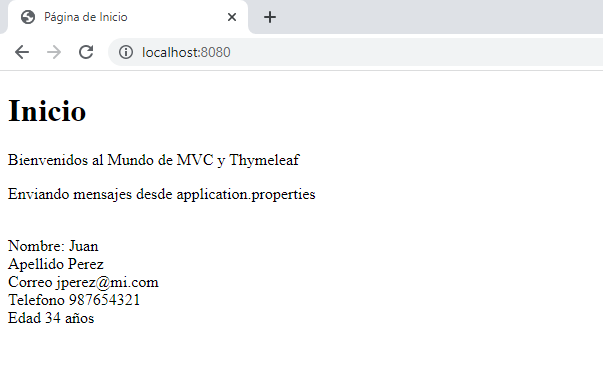 Página de Inicio
localhost:8080
Inicio
Bienvenidos al Mundo de MVC y Thymeleaf
Enviando mensajes desde application.properties
Nombre: Juan
Apellido Perez
Correo jperez@mi.com
Telefono 987654321
Edad 34 años